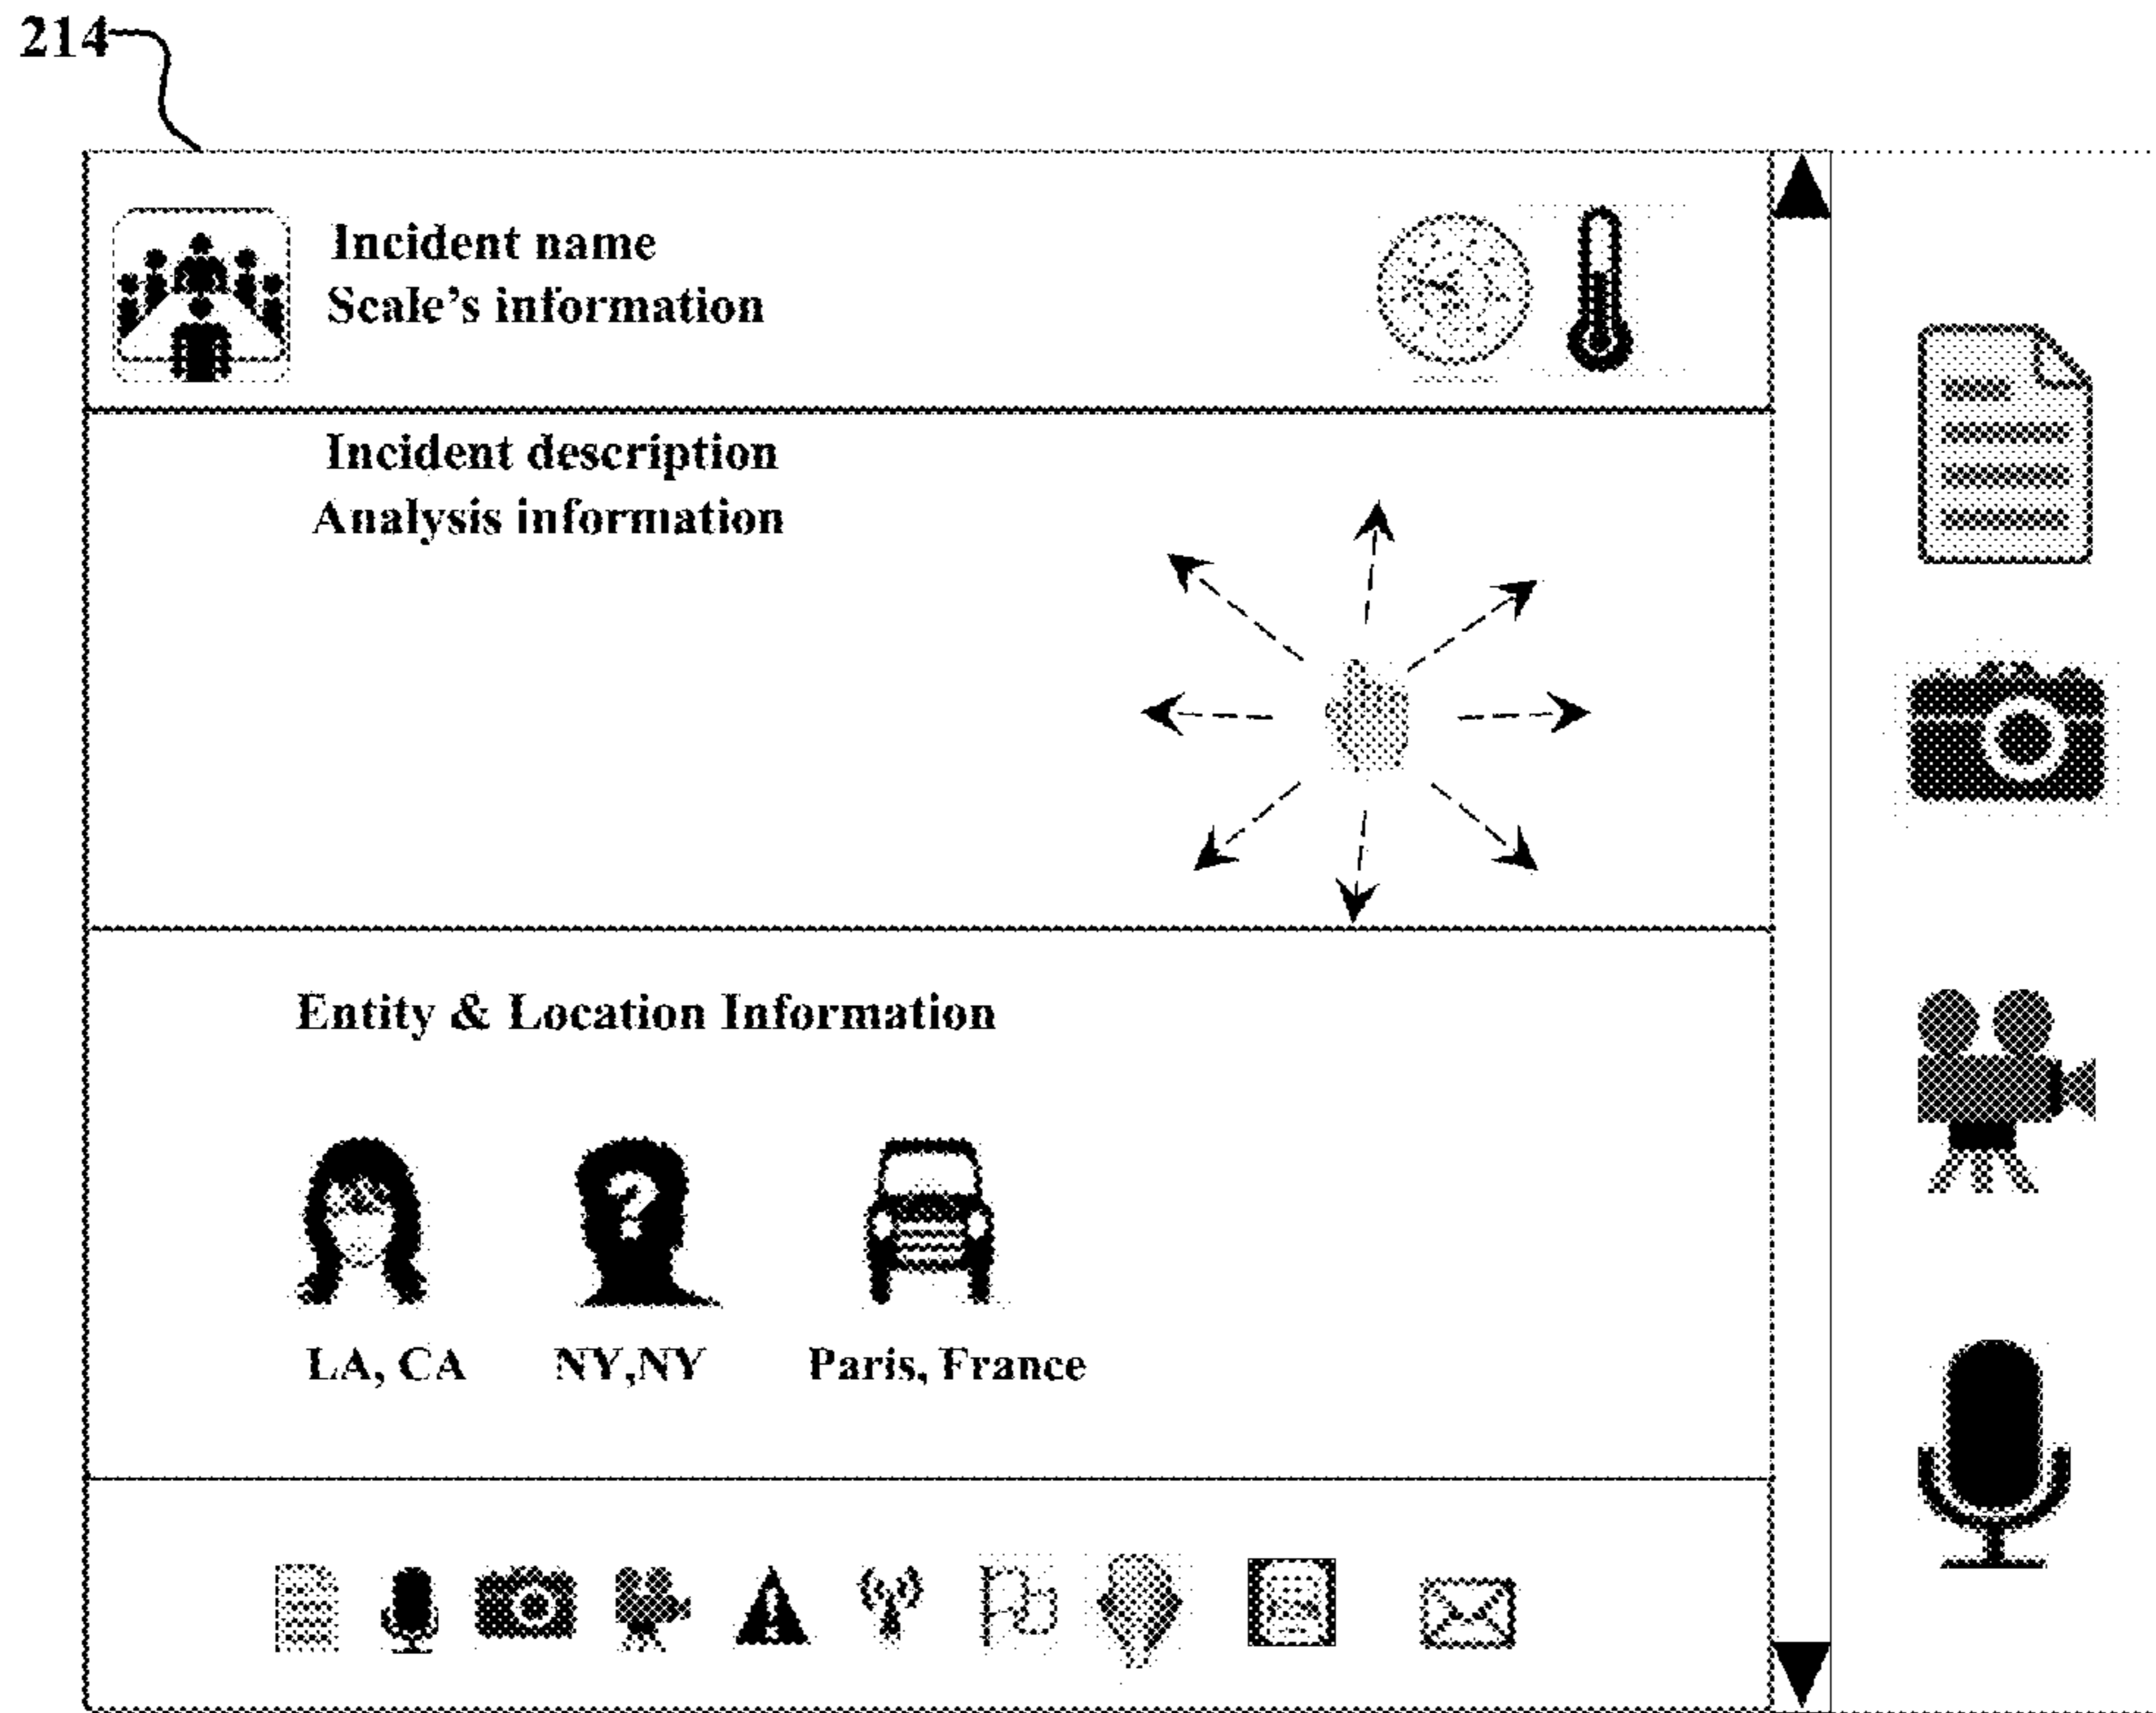 214
Incident name
Scale's information
Incident description
Analysis information
Entity & Location Information
?
LA, CA NY,NY Paris, France